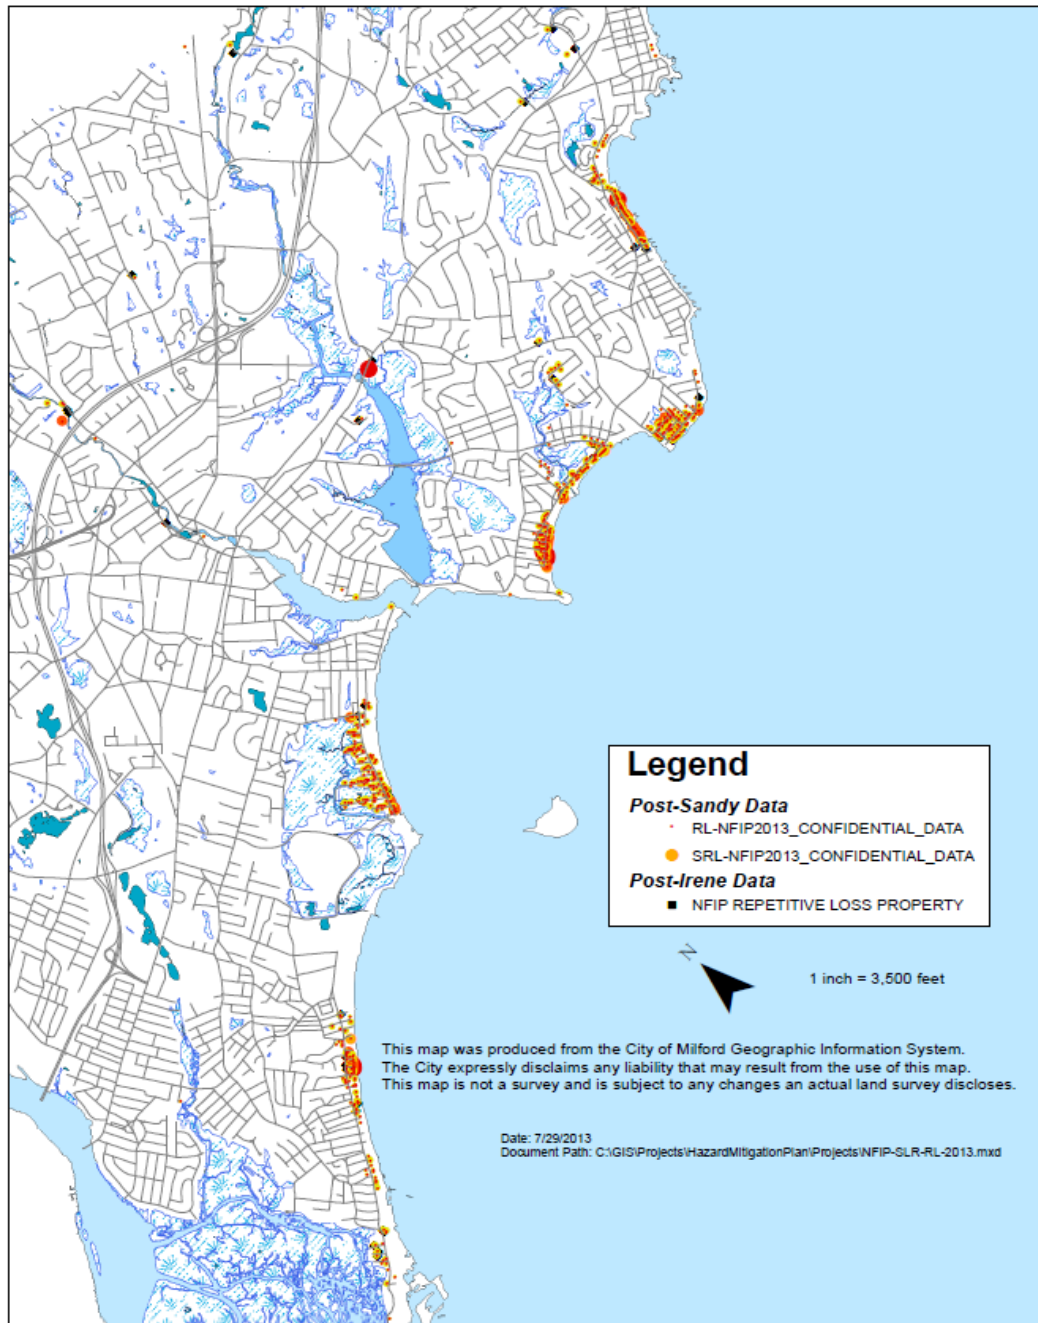 Legend
Post-Sandy Data
RL-NFIP2013_CONFIDENTIAL_DATA
SRL-NFIP2013_CONFIDENTIAL_DATA
Post-Irene Data
NFIP REPETITIVE LOSS PROPERTY
N
1 inch = 3,500 feet
This map was produced from the City of Milford Geographic Information System.
The City expressly disclaims any liability that may result from the use of this map.
This map is not a survey and is subject to any changes an actual land survey discloses.
Date: 7/29/2013
Document Path: C:\GIS\Projects\HazardMitigationPlan\Projects\NFIP-SLR-RL-2013.mxd